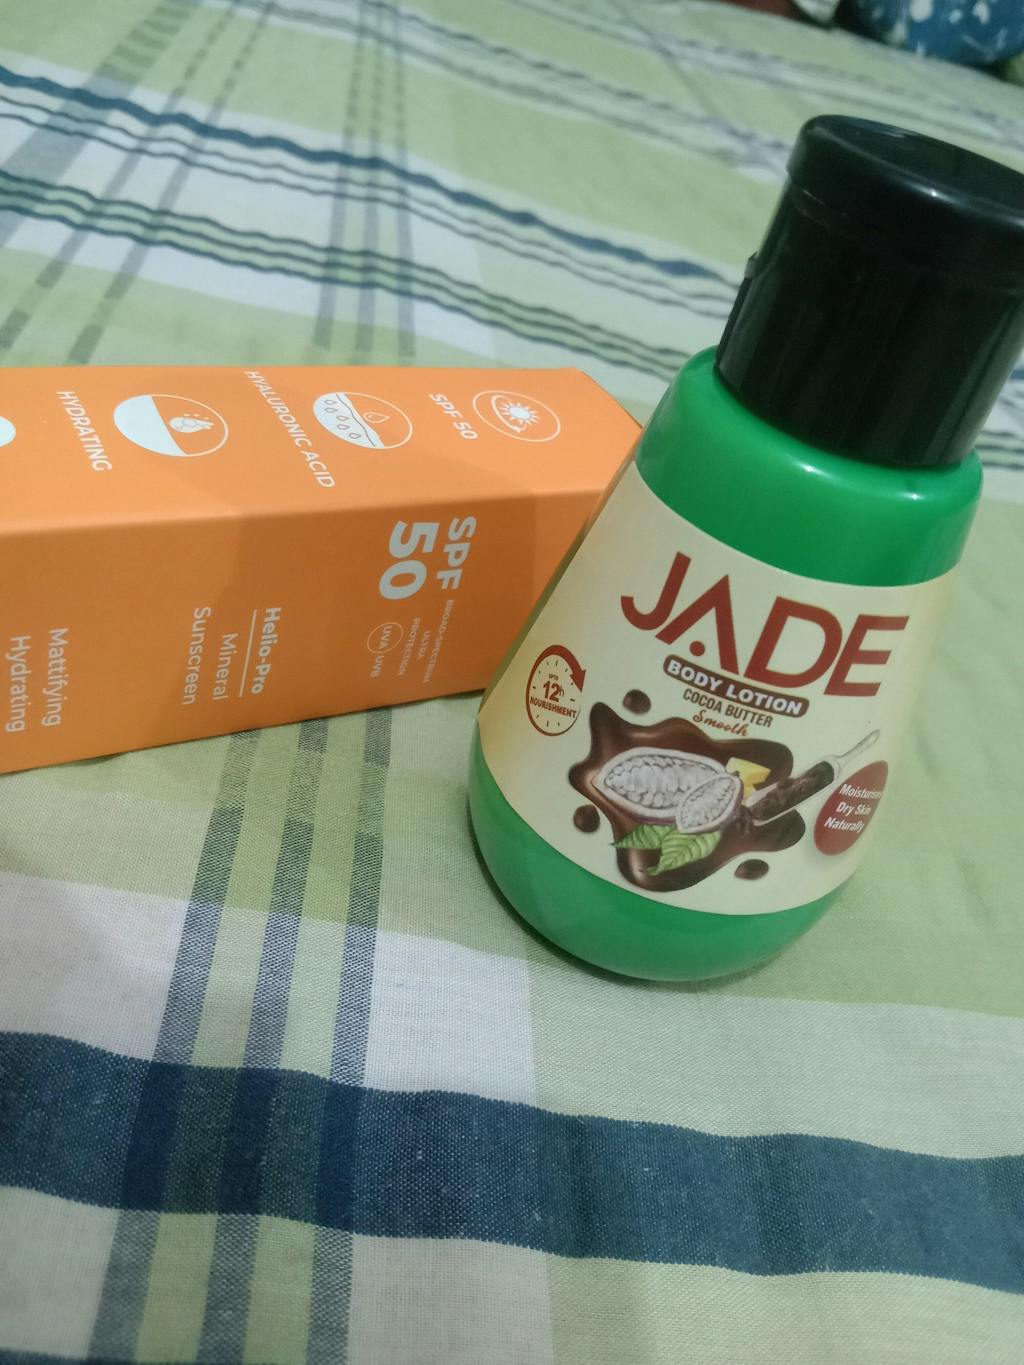 HYDRATING
HYALURONIC ACID
SPF 50
SPF
50
BROAD-SPECTRUM
ULTRA
PROTECTION
UVA UVB
Helio-Pro
Mineral
Sunscreen
Mattifying
Hydrating
JADE
BODY LOTION
COCOA BUTTER
Smooth
UPTO
12h
NOURISHMENT
Moisturises
Dry Skin
Naturally